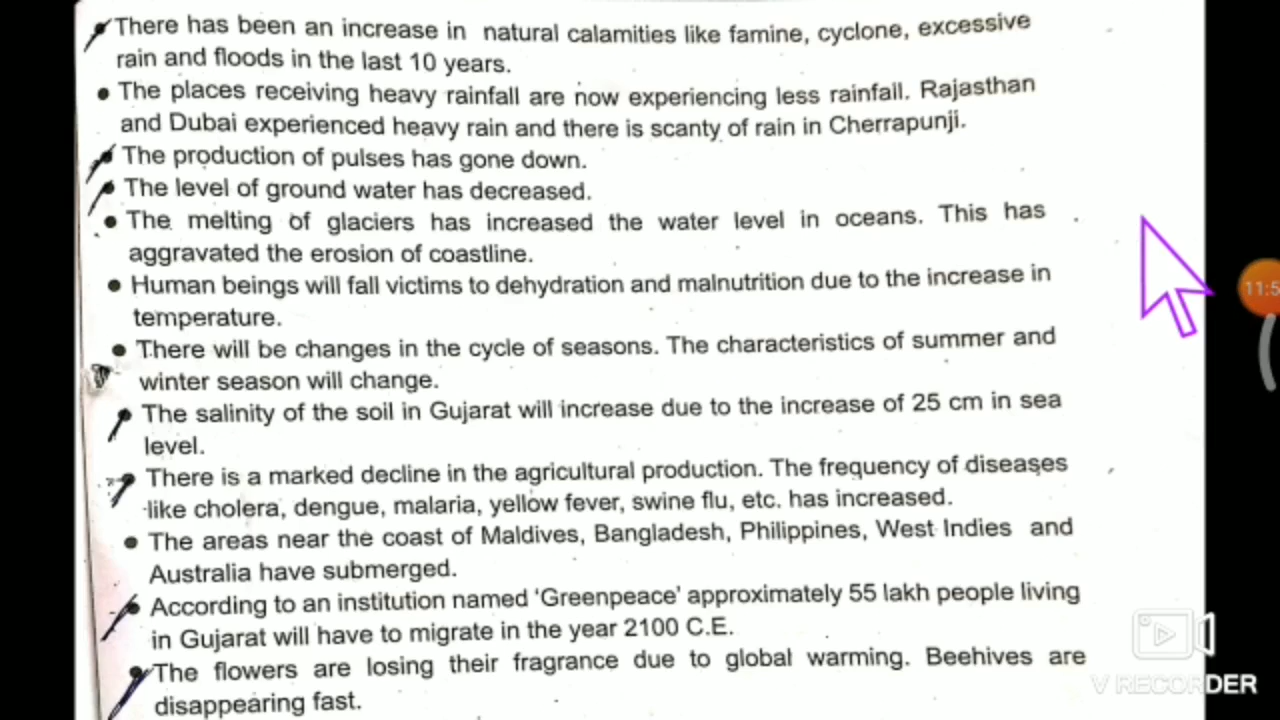 There has been an increase in natural calamities like famine, cyclone, excessive
rain and floods in the last 10 years.
• The places receiving heavy rainfall are now experiencing less rainfall. Rajasthan
and Dubai experienced heavy rain and there is scanty of rain in Cherrapunji.
• The production of pulses has gone down.
• The level of ground water has decreased.
• The melting of glaciers has increased the water level in oceans. This has
aggravated the erosion of coastline.
• Human beings will fall victims to dehydration and malnutrition due to the increase in
temperature.
• There will be changes in the cycle of seasons. The characteristics of summer and
winter season will change.
• The salinity of the soil in Gujarat will increase due to the increase of 25 cm in sea
level.
• There is a marked decline in the agricultural production. The frequency of diseases
like cholera, dengue, malaria, yellow fever, swine flu, etc. has increased.
• The areas near the coast of Maldives, Bangladesh, Philippines, West Indies and
Australia have submerged.
• According to an institution named ‘Greenpeace’ approximately 55 lakh people living
in Gujarat will have to migrate in the year 2100 C.E.
• The flowers are losing their fragrance due to global warming. Beehives are
disappearing fast.
11:5
V RECORDER